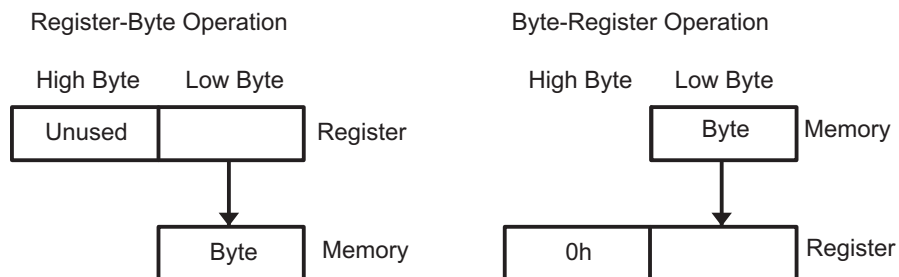 Register-Byte Operation
Byte-Register Operation
High Byte Low Byte
High Byte Low Byte
Unused
Register
Byte
Memory
Byte
Memory
0h
Register